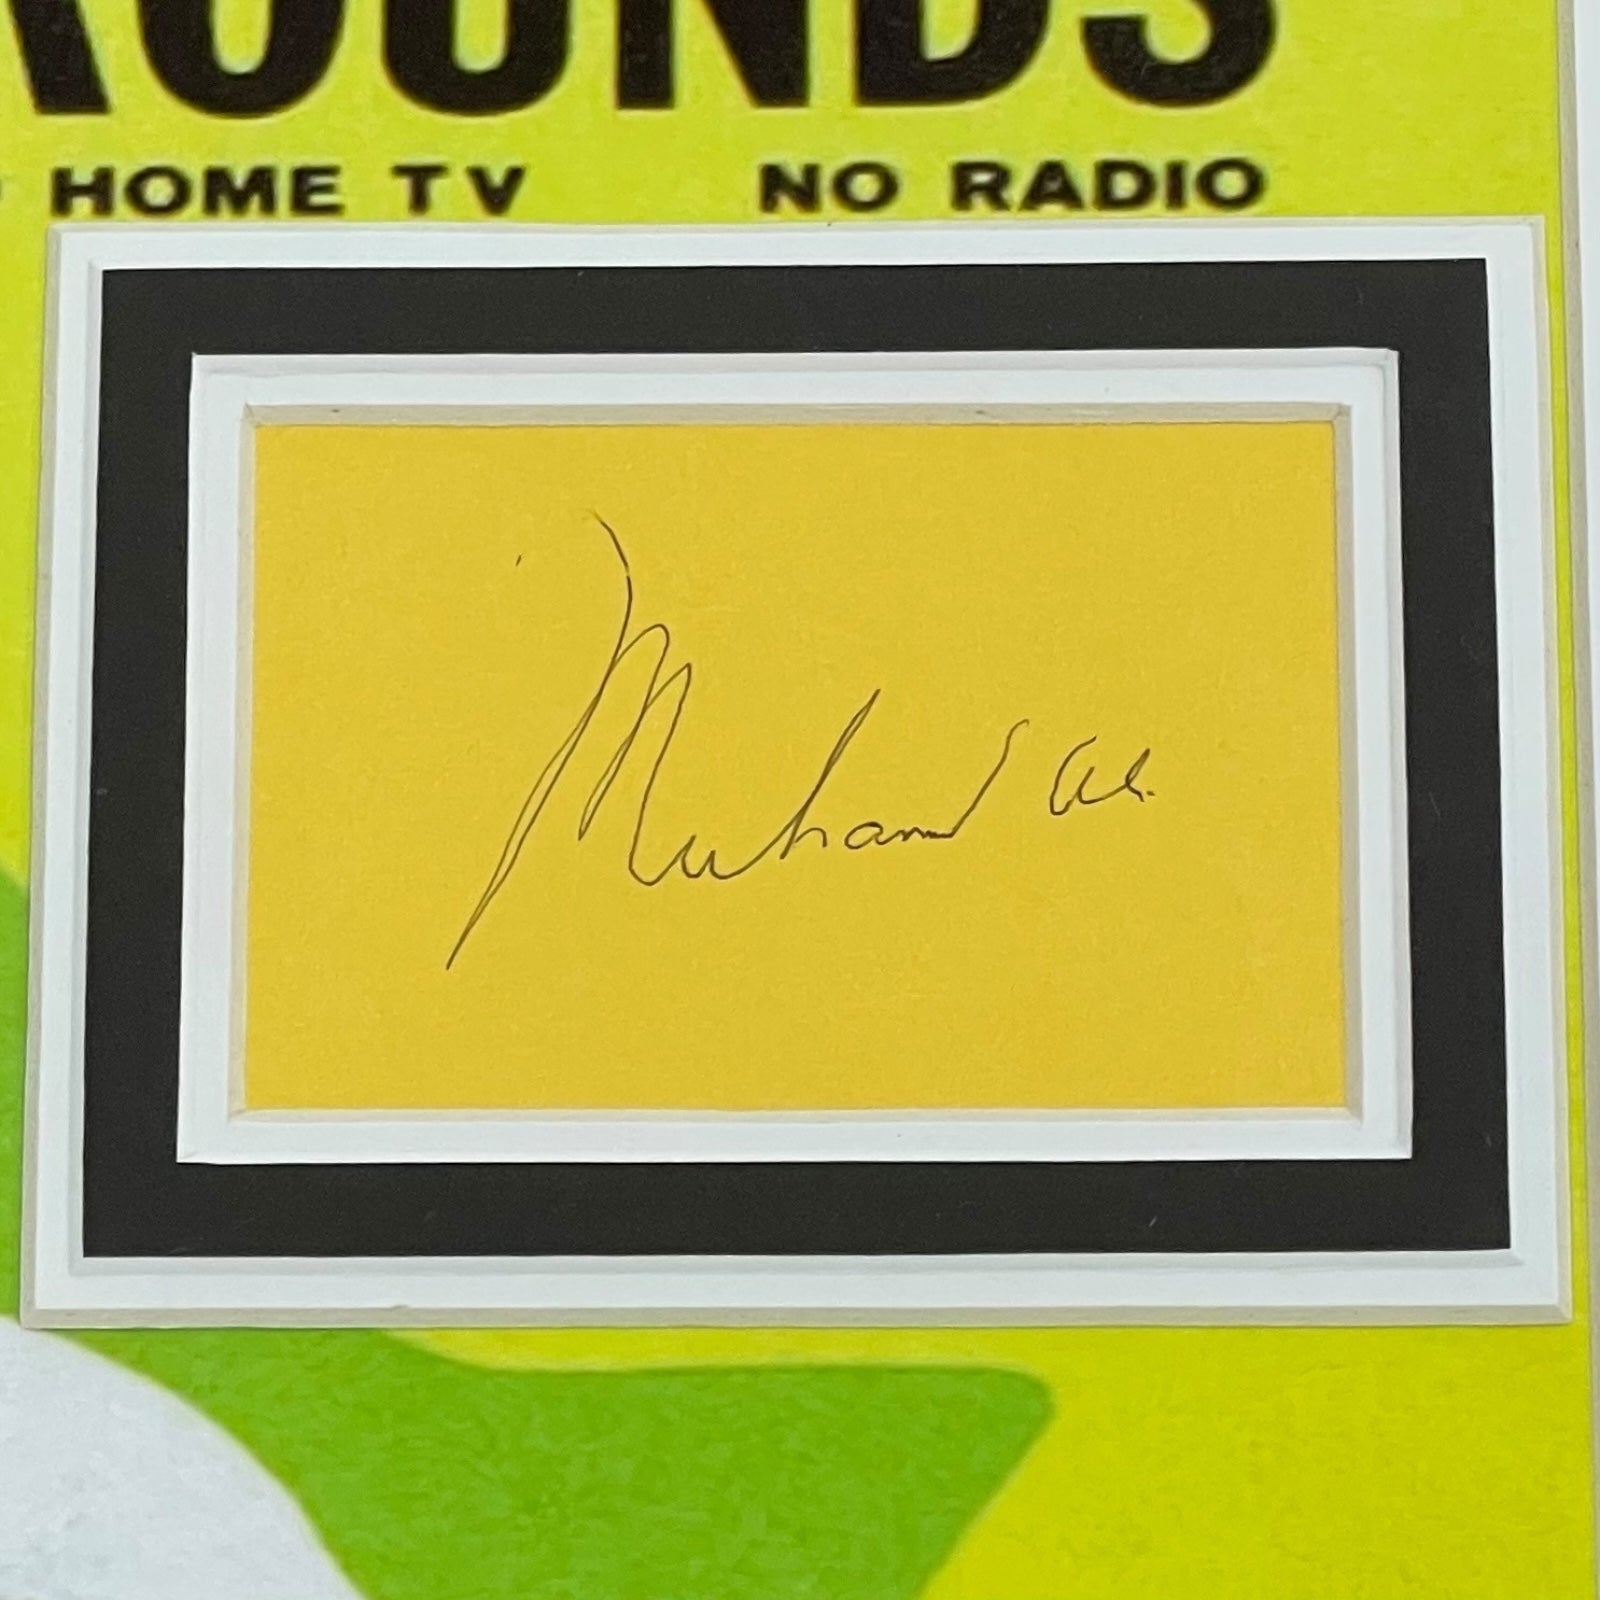 ROUNDS
HOME TV NO RADIO
Muhammad Ali